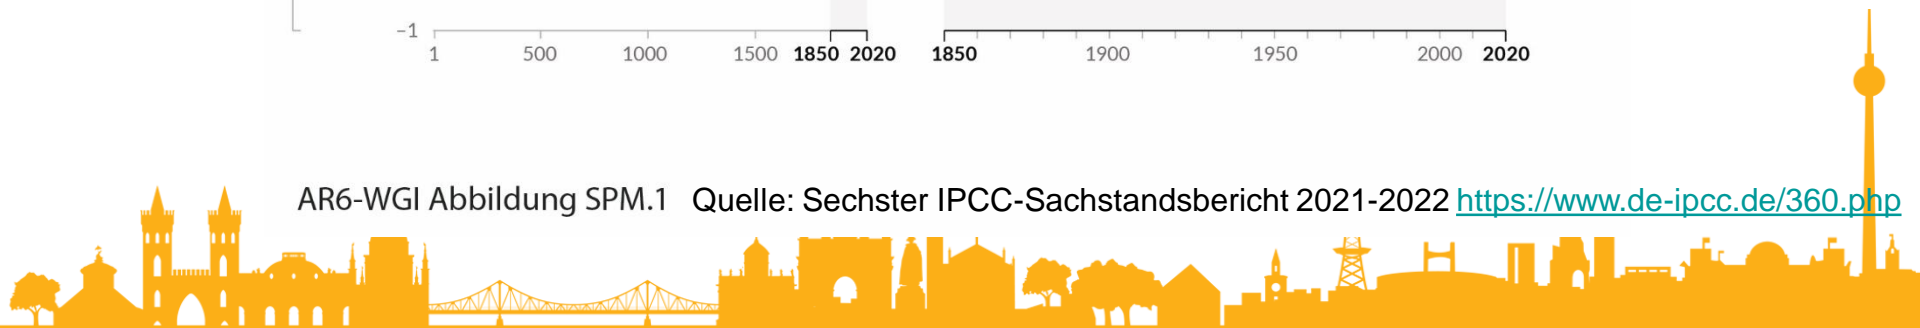 −1
1 500 1000 1500 1850 2020 1850 1900 1950 2000 2020
AR6-WGI Abbildung SPM.1 Quelle: Sechster IPCC-Sachstandsbericht 2021-2022 https://www.de-ipcc.de/360.php